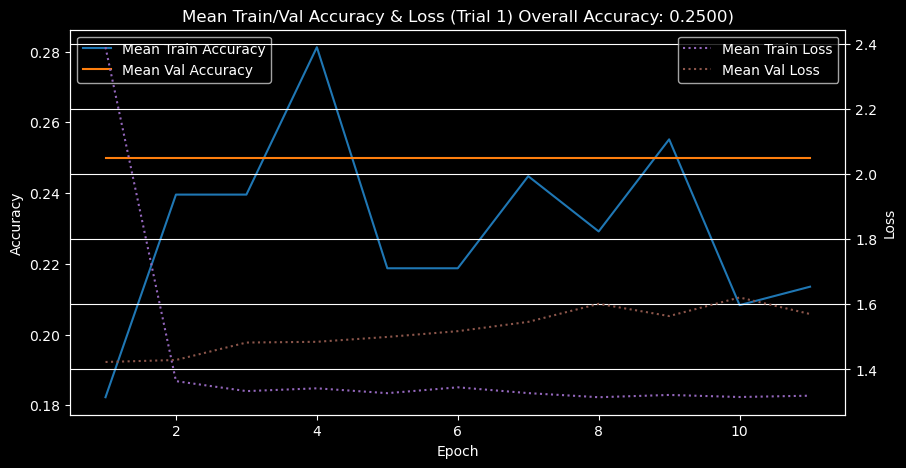 Mean Train/Val Accuracy & Loss (Trial 1) Overall Accuracy: 0.2500)
Mean Train Accuracy
Mean Val Accuracy
Mean Train Loss
Mean Val Loss
0.28
0.26
0.24
0.22
0.20
0.18
Accuracy
2.4
2.2
2.0
1.8
1.6
1.4
Loss
2
4
6
8
10
Epoch